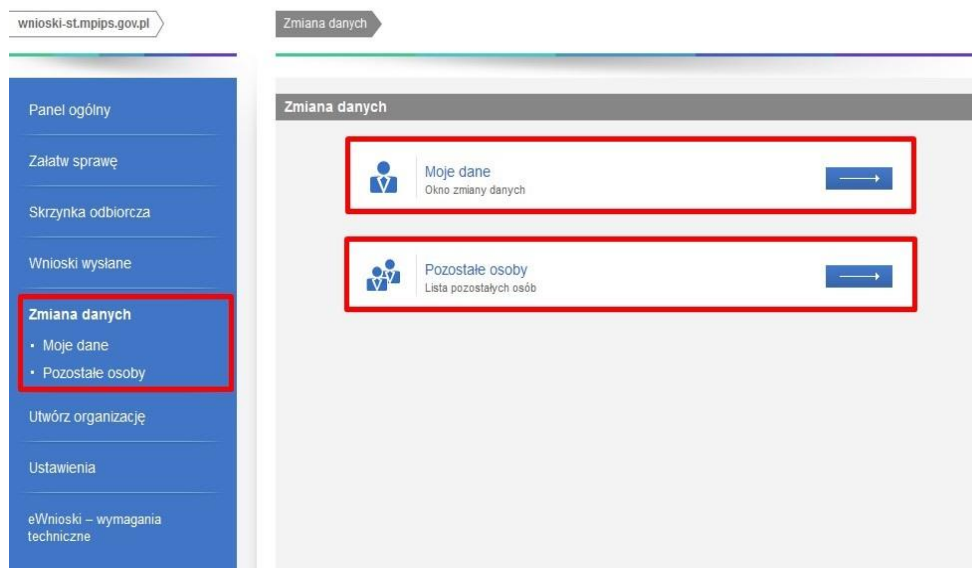 wnioski-st.mpips.gov.pl
Zmiana danych
Panel ogólny
Załatw sprawę
Skrzynka odbiorcza
Wnioski wysłane
Zmiana danych
Moje dane
Pozostałe osoby
Utwórz organizację
Ustawienia
eWnioski – wymagania
techniczne
Zmiana danych
Moje dane
Okno zmiany danych
Pozostałe osoby
Lista pozostałych osób